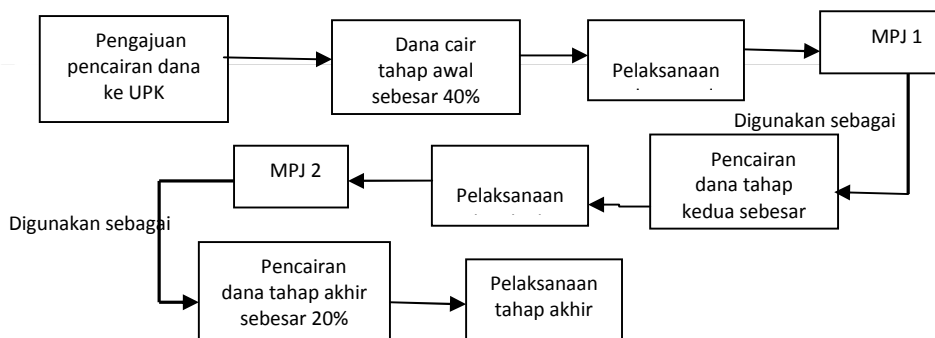 Pengajuan
pencairan dana
ke UPK
Dana cair
tahap awal
sebesar 40%
Pelaksanaan
MPJ 1
Digunakan sebagai
Pencairan
dana tahap
kedua sebesar
Pelaksanaan
MPJ 2
Digunakan sebagai
Pencairan
dana tahap akhir
sebesar 20%
Pelaksanaan
tahap akhir